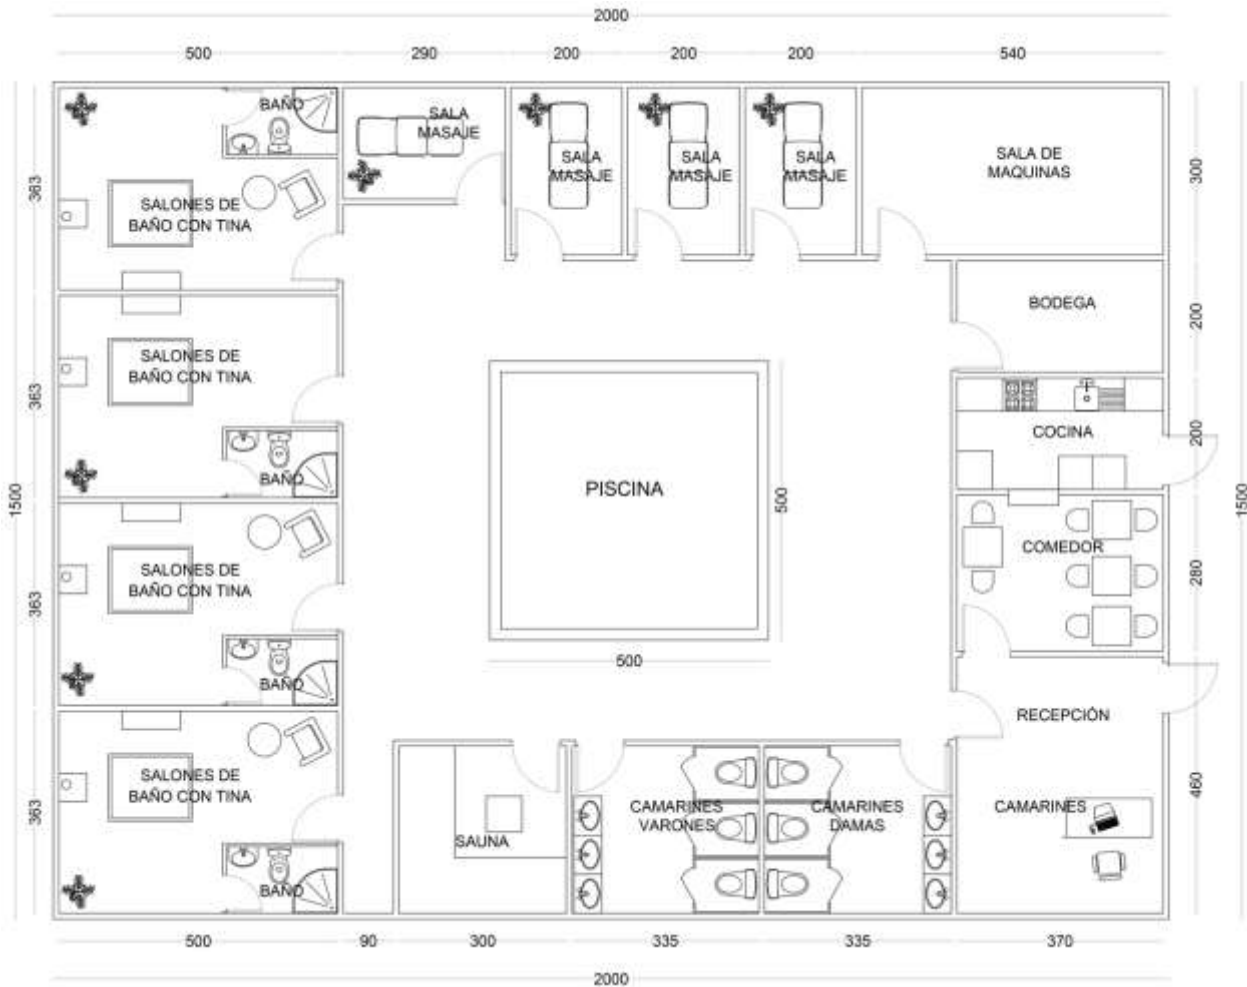 2000
500 290 200 200 200 540
BAÑO
SALA
MASAJE
SALA
MASAJE
SALA
MASAJE
SALA
MASAJE
SALA DE
MAQUINAS
363
300
SALONES DE
BAÑO CON TINA
BODEGA
200
SALONES DE
BAÑO CON TINA
363
COCINA
200
BAÑO
PISCINA
500
1500
1500
COMEDOR
280
SALONES DE
BAÑO CON TINA
363
500
BAÑO
RECEPCIÓN
SALONES DE
BAÑO CON TINA
363
460
SAUNA
CAMARINES
VARONES
CAMARINES
DAMAS
CAMARINES
BAÑO
500 90 300 335 335 370
2000